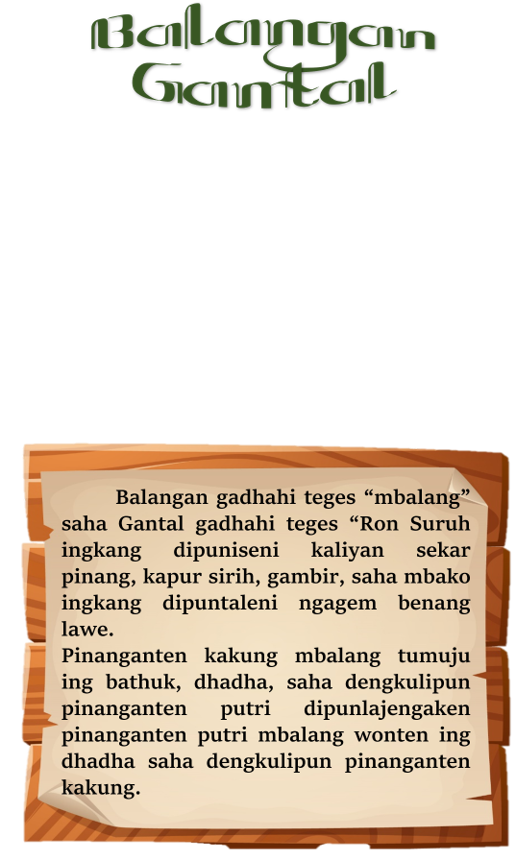 Balangan
Gantal
Balangan gadhahi teges “mbalang”
saha Gantal gadhahi teges “Ron Suruh
ingkang dipuniseni kaliyan sekar
pinang, kapur sirih, gambir, saha mbako
ingkang dipuntaleni ngagem benang
lawe.
Pinanganten kakung mbalang tumuju
ing bathuk, dhadha, saha dengkulipun
pinanganten putri dipunlajengaken
pinanganten putri mbalang wonten ing
dhadha saha dengkulipun pinanganten
kakung.